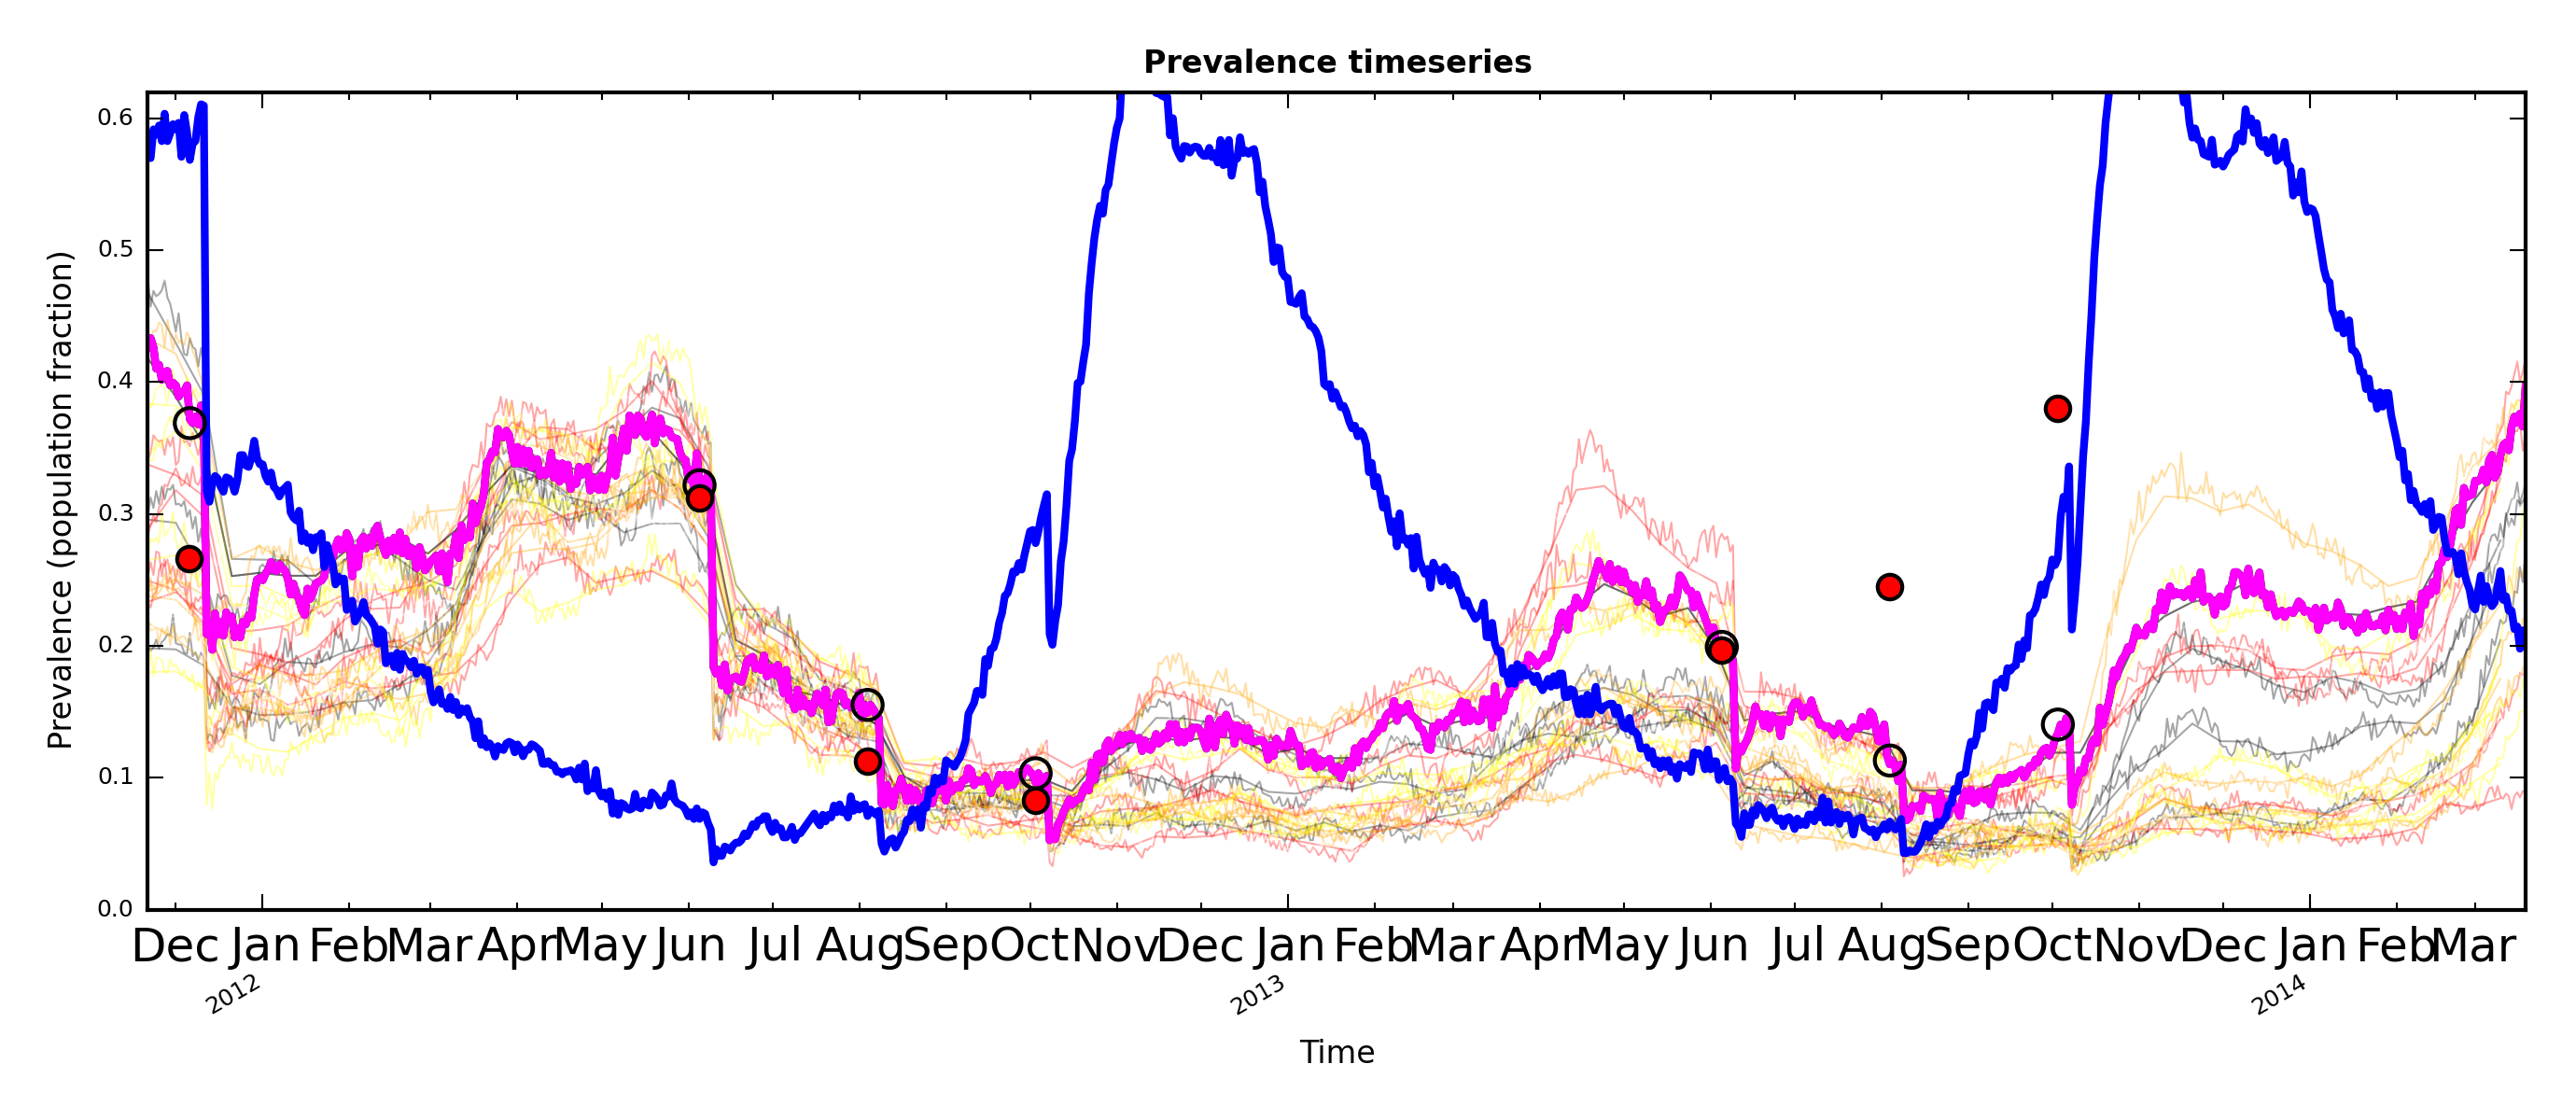 Prevalence timeseries
Prevalence (population fraction)
0.6
0.5
0.4
0.3
0.2
0.1
0.0
Dec Jan Feb Mar Apr May Jun Jul Aug Sep Oct Nov Dec Jan Feb Mar Apr May Jun Jul Aug Sep Oct Nov Dec Jan Feb Mar
2012 2013 2014
Time